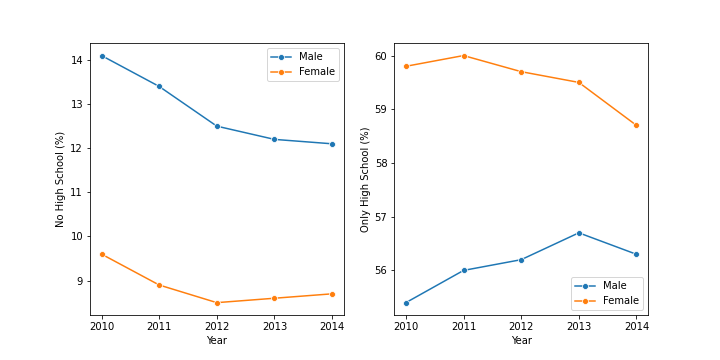 14
13
12
11
10
9
No High School (%)
2010 2011 2012 2013 2014
Year
Male
Female
60
59
58
57
56
Only High School (%)
2010 2011 2012 2013 2014
Year
Male
Female